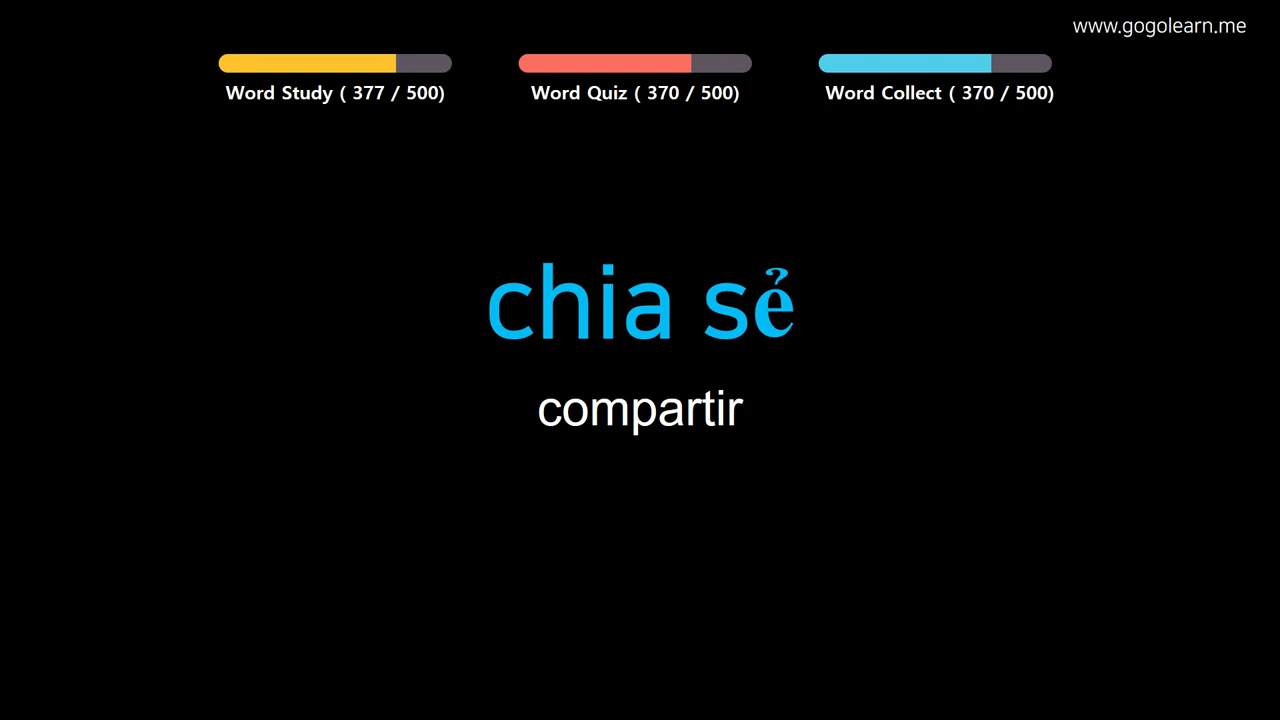 www.gogolearn.me
Word Study ( 377 / 500)
Word Quiz ( 370 / 500)
Word Collect ( 370 / 500)
chia sẻ
compartir